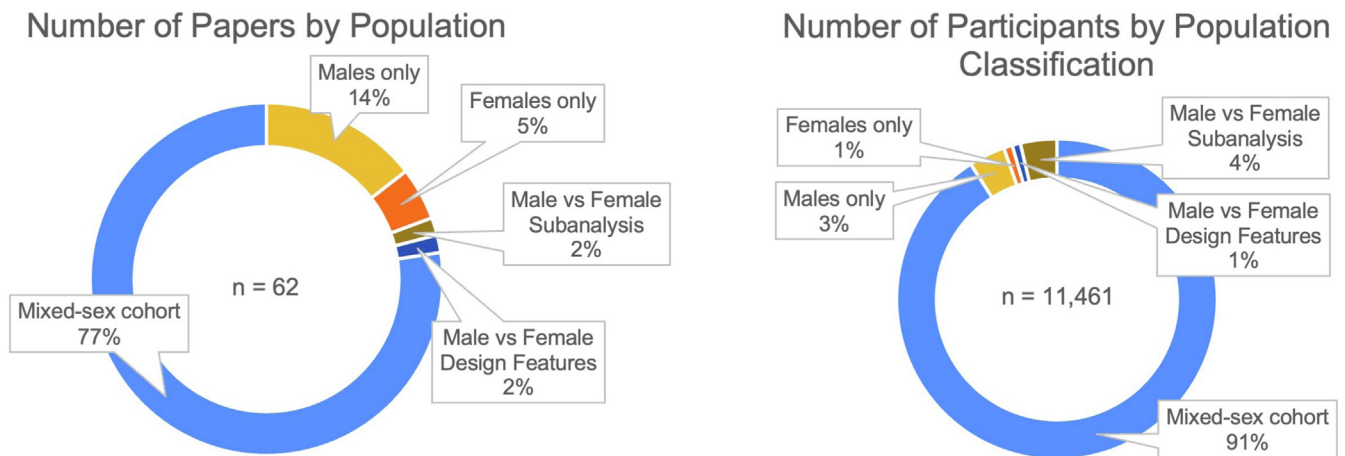 Number of Papers by Population
Males only
14%
Females only
5%
Male vs Female
Subanalysis
2%
Male vs Female
Design Features
2%
Mixed-sex cohort
77%
n = 62
Number of Participants by Population
Classification
Females only
1%
Males only
3%
Male vs Female
Subanalysis
4%
Male vs Female
Design Features
1%
n = 11,461
Mixed-sex cohort
91%